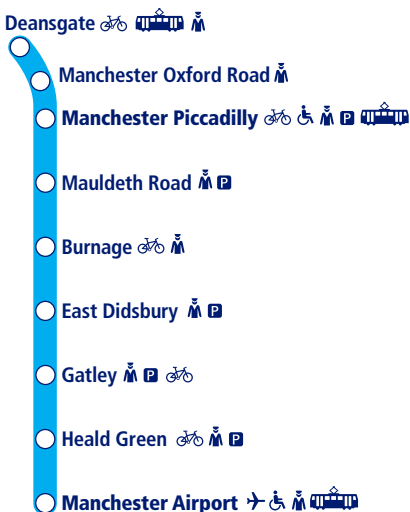 Deansgate
Manchester Oxford Road
Manchester Piccadilly P
Mauldeth Road P
Burnage
East Didsbury P
Gatley P
Heald Green P
Manchester Airport